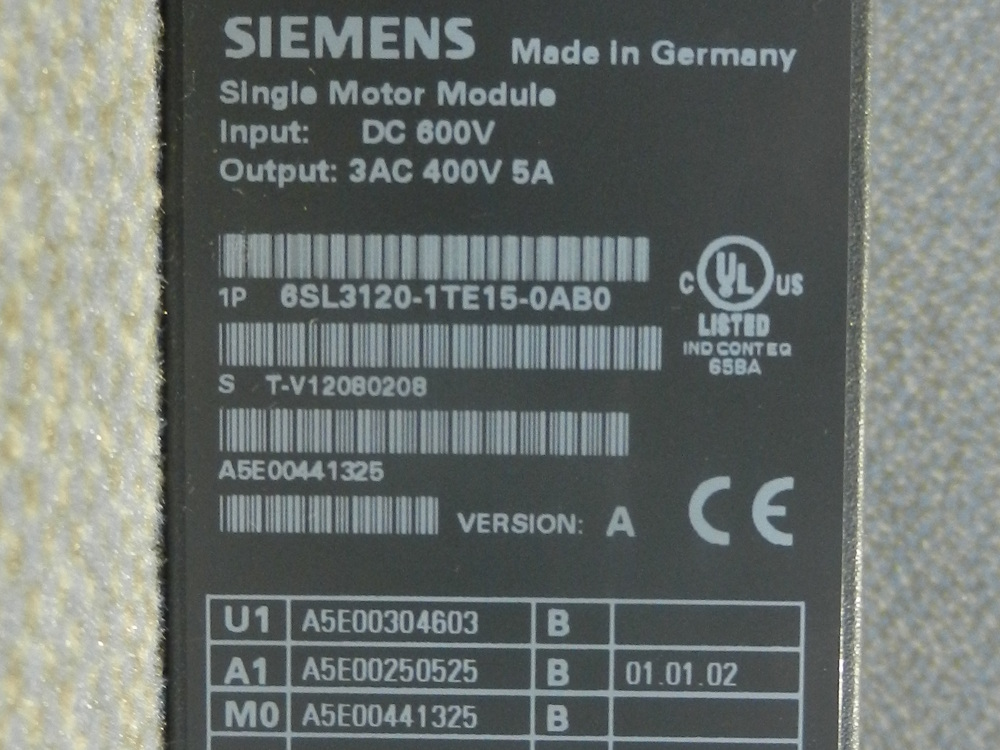 SIEMENS Made in Germany
Single Motor Module
Input: DC 600V
Output: 3AC 400V 5A
1P 6SL3120-1TE15-0AB0
S T-V12080208
C UL US
LISTED
IND CONT EQ
65BA
A5E00441325
VERSION: A CE
U1 A5E00304603 B
A1 A5E00250525 B 01.01.02
M0 A5E00441325 B